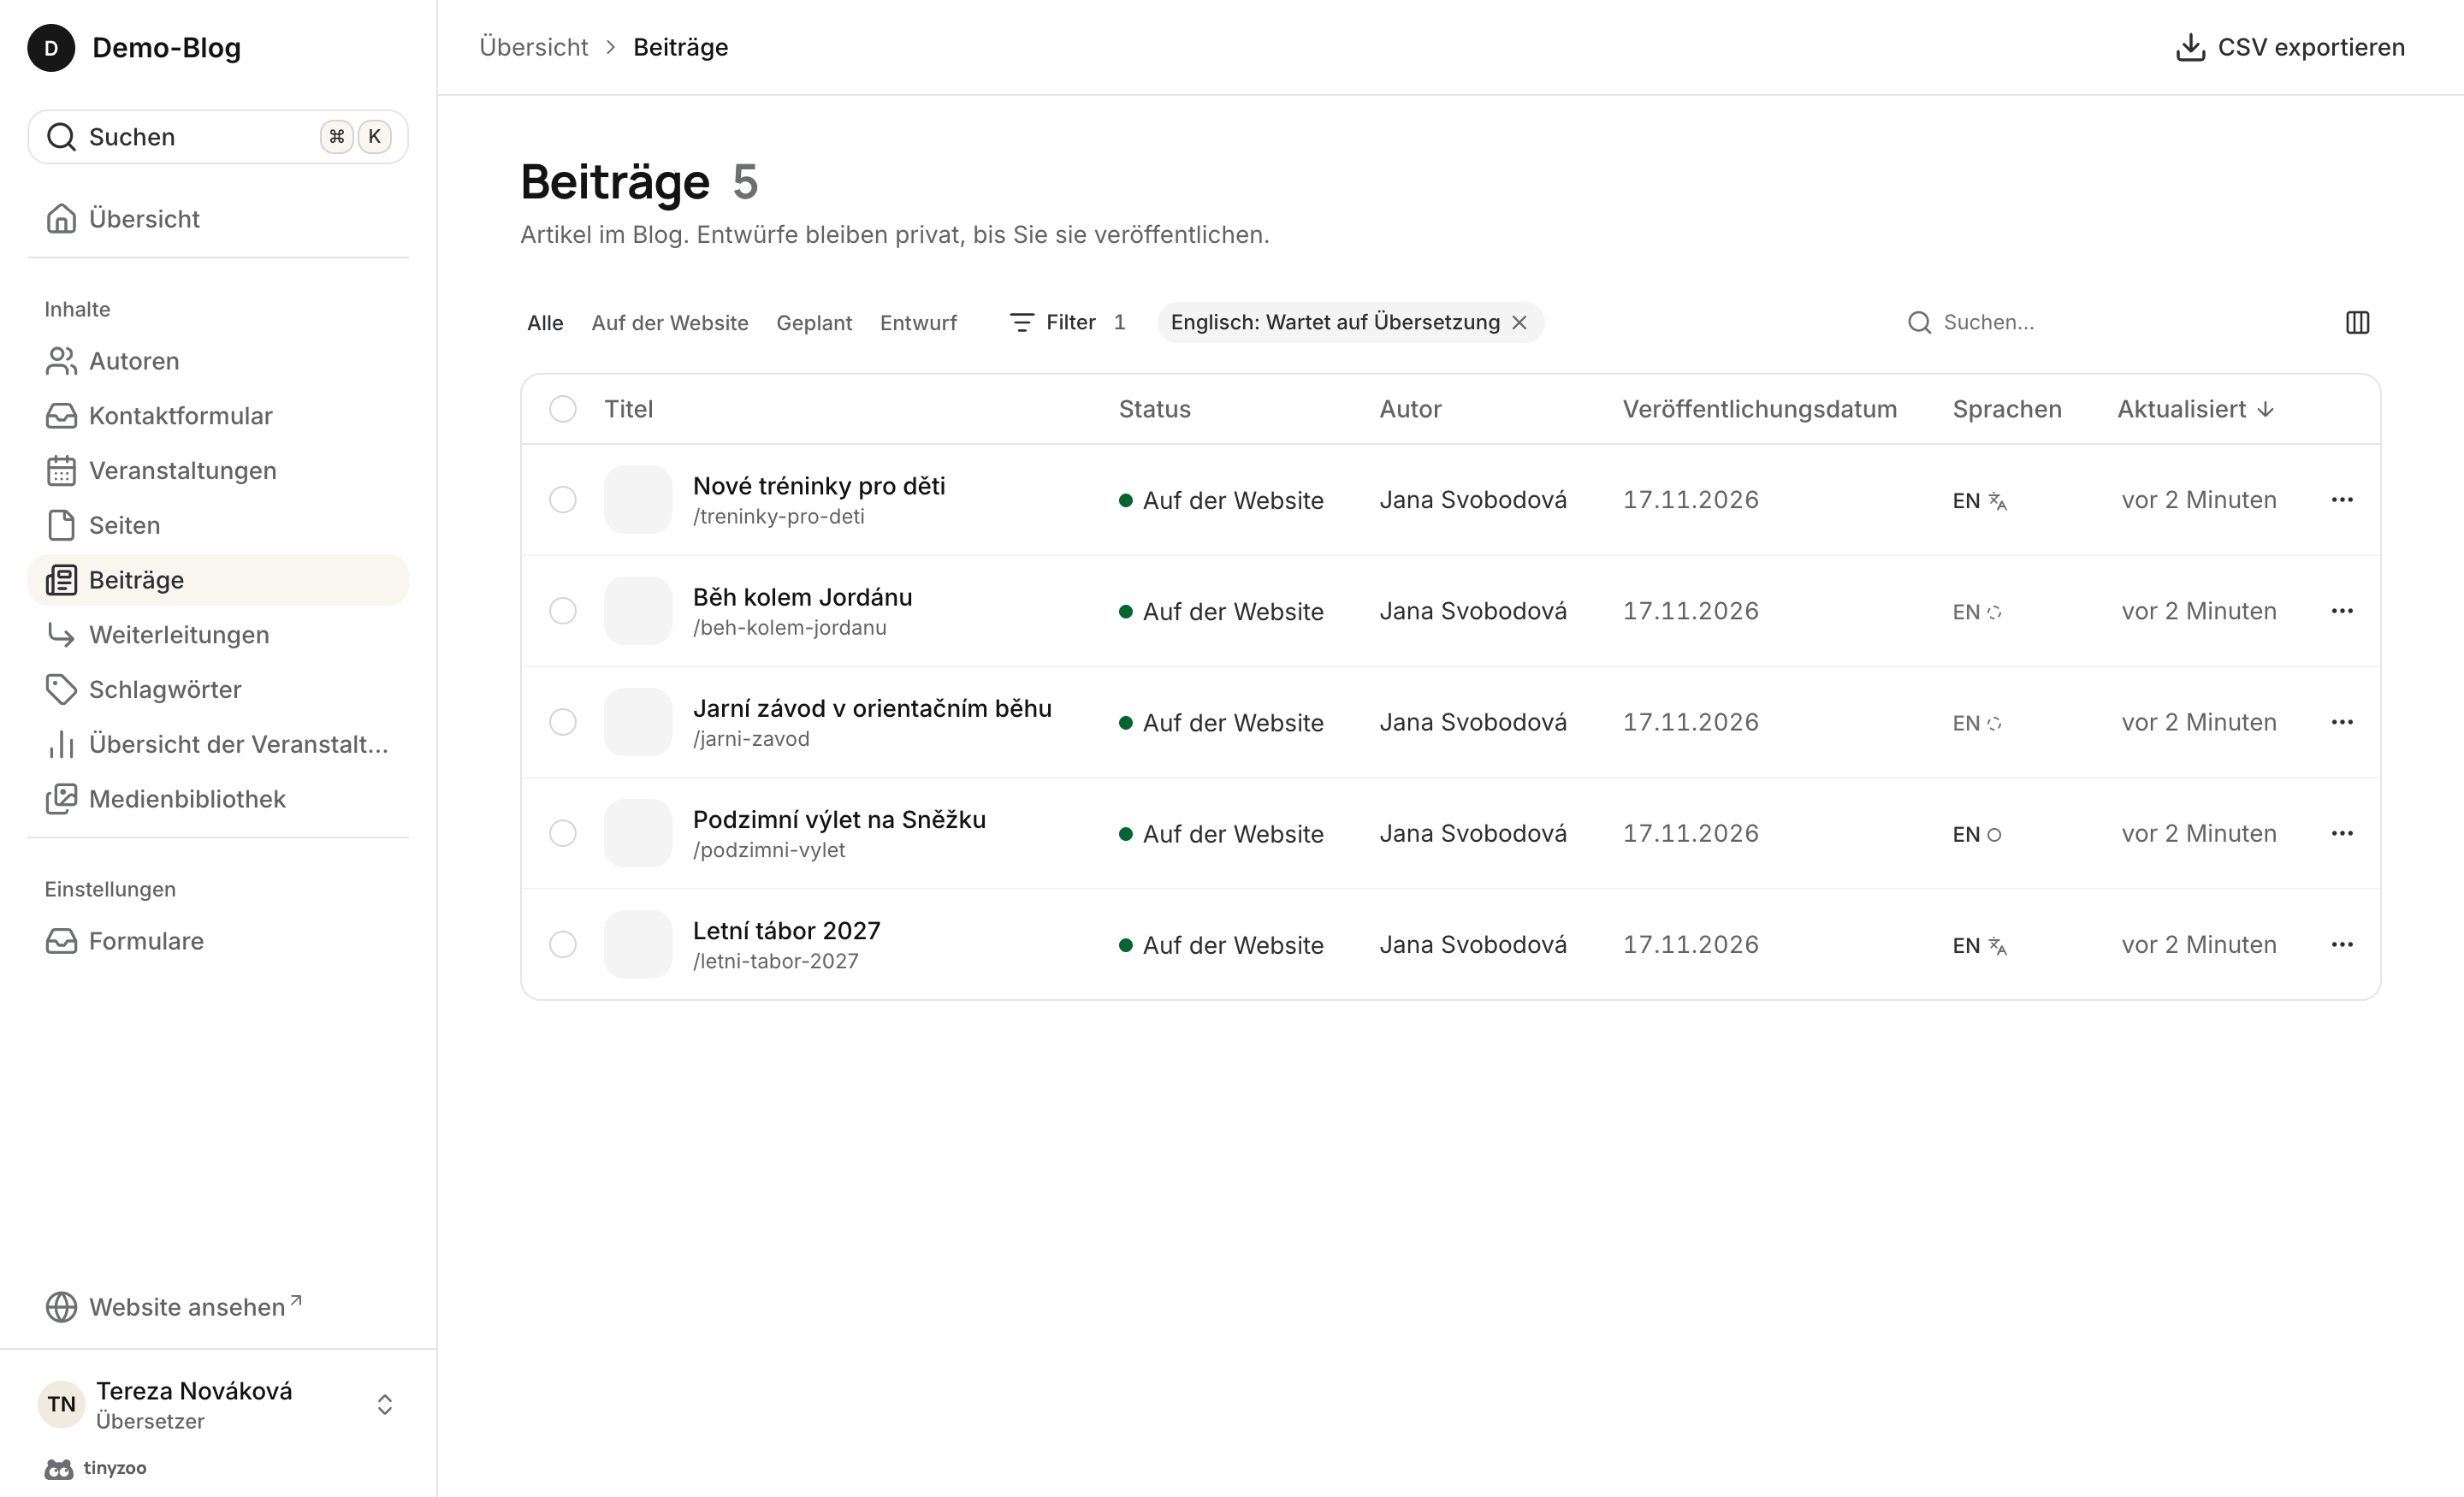 D Demo-Blog
Suchen ⌘ K
Übersicht
Inhalte
Autoren
Kontaktformular
Veranstaltungen
Seiten
Beiträge
Weiterleitungen
Schlagwörter
Übersicht der Veranstalt...
Medienbibliothek
Einstellungen
Formulare
Website ansehen
TN Tereza Nováková
Übersetzer
tinyzoo
Übersicht > Beiträge
CSV exportieren
Beiträge 5
Artikel im Blog. Entwürfe bleiben privat, bis Sie sie veröffentlichen.
Alle Auf der Website Geplant Entwurf Filter 1 Englisch: Wartet auf Übersetzung Suchen...
Titel Status Autor Veröffentlichungsdatum Sprachen Aktualisiert ↓
Nové tréninky pro děti
/treninky-pro-deti
Auf der Website Jana Svobodová 17.11.2026 EN vor 2 Minuten
Běh kolem Jordánu
/beh-kolem-jordanu
Auf der Website Jana Svobodová 17.11.2026 EN vor 2 Minuten
Jarní závod v orientačním běhu
/jarni-zavod
Auf der Website Jana Svobodová 17.11.2026 EN vor 2 Minuten
Podzimní výlet na Sněžku
/podzimni-vylet
Auf der Website Jana Svobodová 17.11.2026 EN vor 2 Minuten
Letní tábor 2027
/letni-tabor-2027
Auf der Website Jana Svobodová 17.11.2026 EN vor 2 Minuten